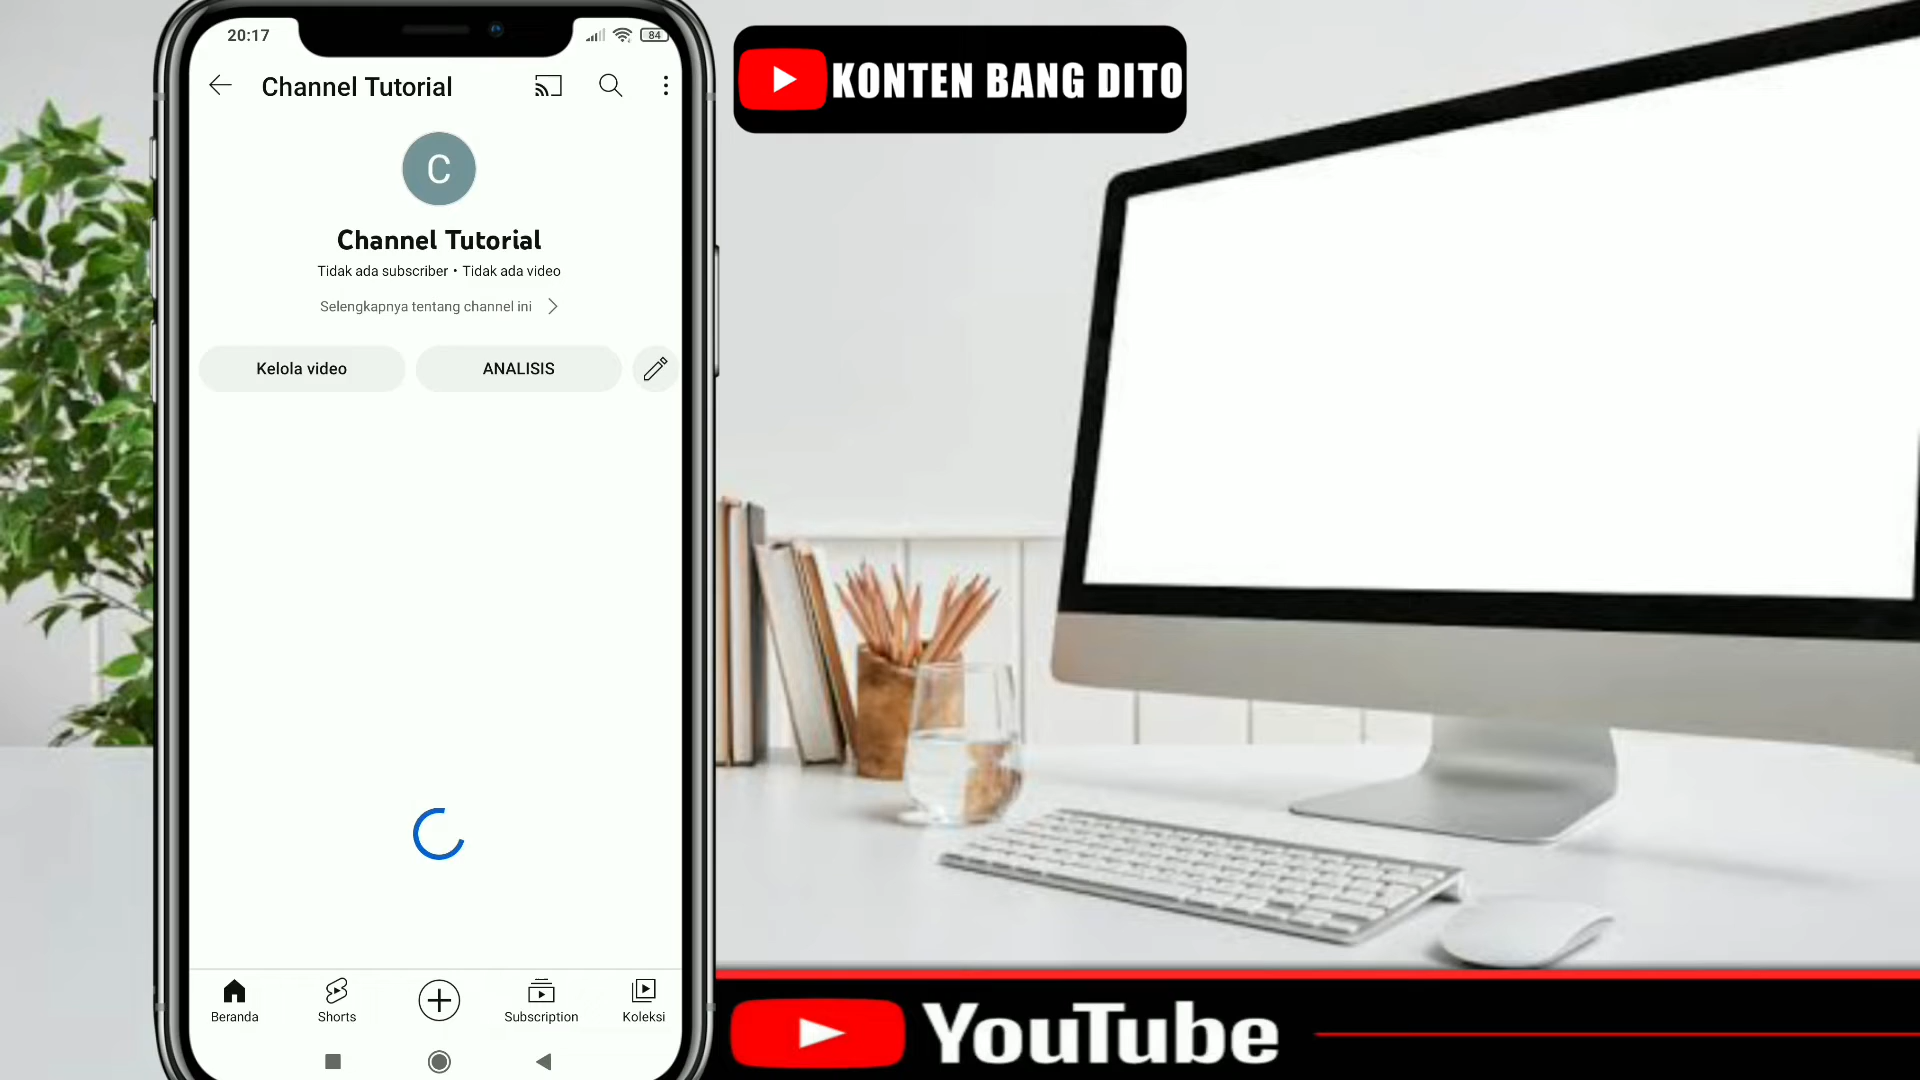 20:17
84
Channel Tutorial
C
Channel Tutorial
Tidak ada subscriber • Tidak ada video
Selengkapnya tentang channel ini
Kelola video
ANALISIS
Beranda
Shorts
Subscription
Koleksi
KONTEN BANG DITO
YouTube